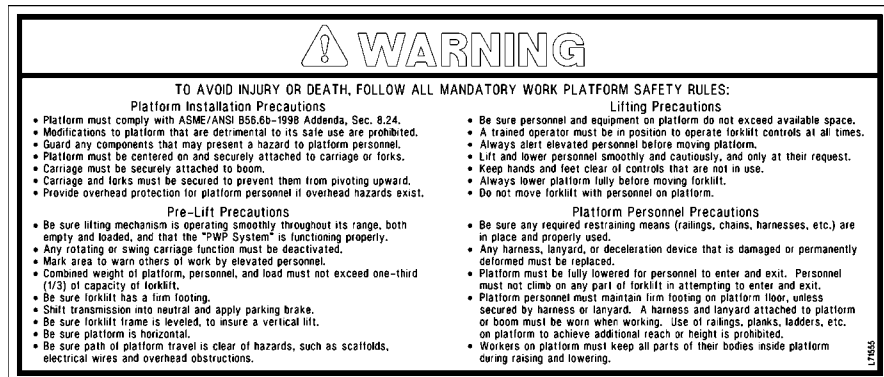 WARNING
TO AVOID INJURY OR DEATH, FOLLOW ALL MANDATORY WORK PLATFORM SAFETY RULES:
Platform Installation Precautions
• Platform must comply with ASME/ANSI B56.6b-1998 Addenda, Sec. 8.24.
• Modifications to platform that are detrimental to its safe use are prohibited.
• Guard any components that may present a hazard to platform personnel.
• Platform must be centered on and securely attached to carriage or forks.
• Carriage must be securely attached to boom.
• Carriage and forks must be secured to prevent them from pivoting upward.
• Provide overhead protection for platform personnel if overhead hazards exist.
Pre-Lift Precautions
• Be sure lifting mechanism is operating smoothly throughout its range, both
empty and loaded, and that the "PWP System" is functioning properly.
• Any rotating or swing carriage function must be deactivated.
• Mark area to warn others of work by elevated personnel.
• Combined weight of platform, personnel, and load must not exceed one-third
(1/3) of capacity of forklift.
• Be sure forklift has a firm footing.
• Shift transmission into neutral and apply parking brake.
• Be sure forklift frame is leveled, to insure a vertical lift.
• Be sure platform is horizontal.
• Be sure path of platform travel is clear of hazards, such as scaffolds,
electrical wires and overhead obstructions.
Lifting Precautions
• Be sure personnel and equipment on platform do not exceed available space.
• A trained operator must be in position to operate forklift controls at all times.
• Always alert elevated personnel before moving platform.
• Lift and lower personnel smoothly and cautiously, and only at their request.
• Keep hands and feet clear of controls that are not in use.
• Always lower platform fully before moving forklift.
• Do not move forklift with personnel on platform.
Platform Personnel Precautions
• Be sure any required restraining means (railings, chains, harnesses, etc.) are
in place and properly used.
• Any harness, lanyard, or deceleration device that is damaged or permanently
deformed must be replaced.
• Platform must be fully lowered for personnel to enter and exit. Personnel
must not climb on any part of forklift in attempting to enter and exit.
• Platform personnel must maintain firm footing on platform floor, unless
secured by harness or lanyard. A harness and lanyard attached to platform
or boom must be worn when working. Use of railings, planks, ladders, etc.
on platform to achieve additional reach or height is prohibited.
• Workers on platform must keep all parts of their bodies inside platform
during raising and lowering.
L71555